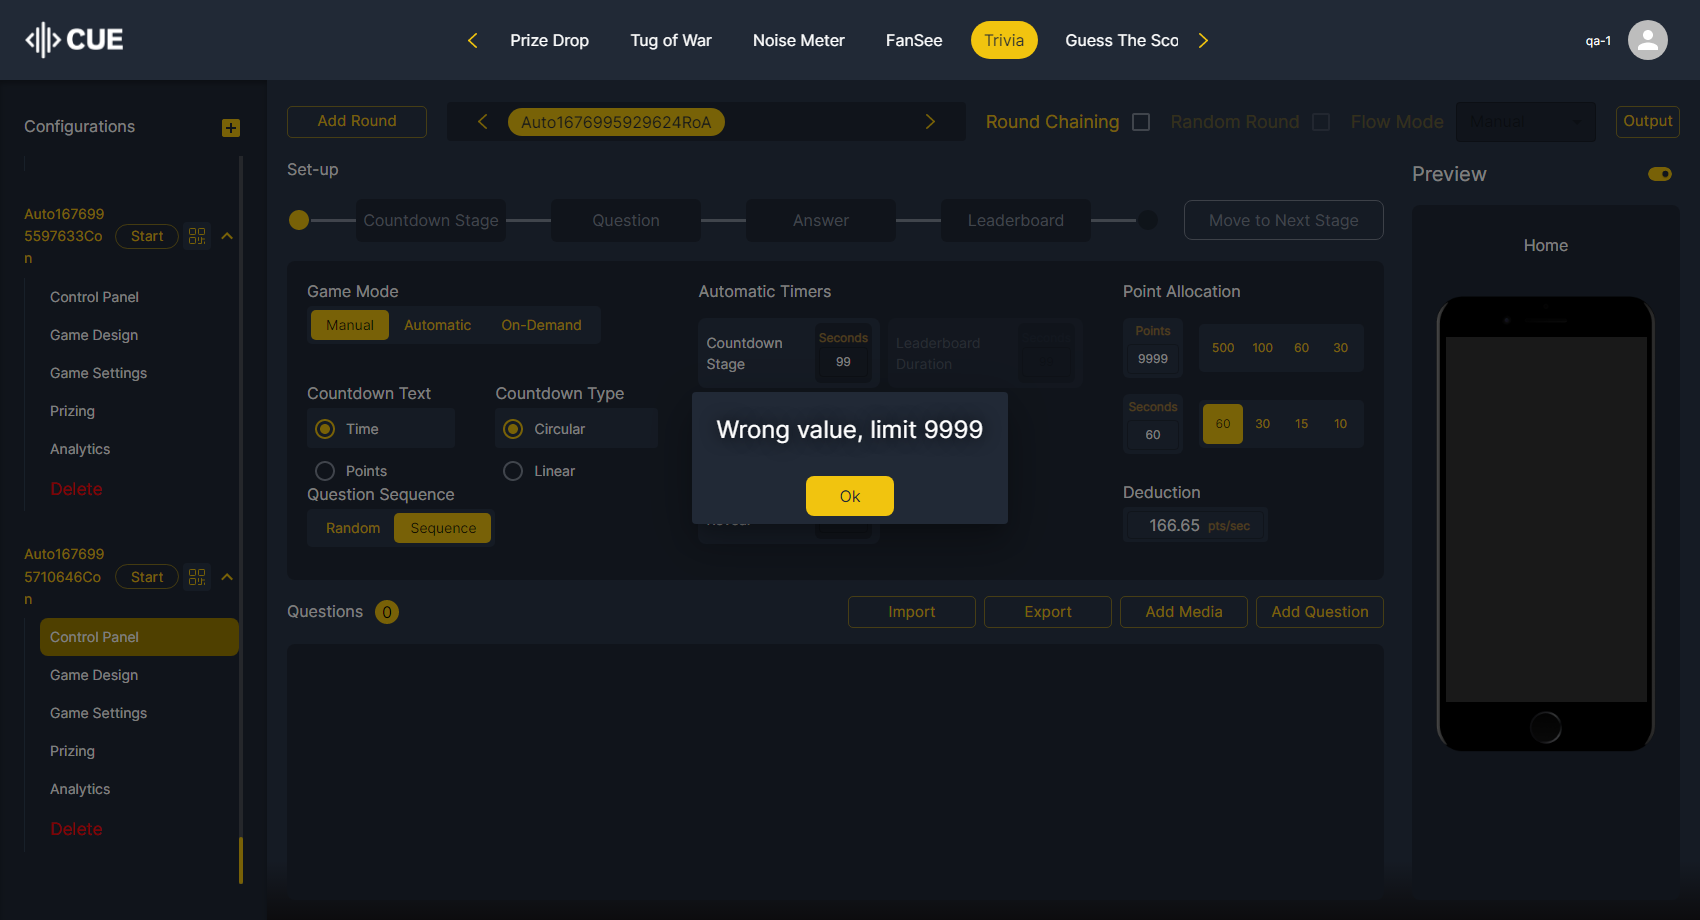 CUE
Prize Drop
Tug of War
Noise Meter
FanSee
Trivia
Guess The Sco
qa-1
Configurations
Auto167699
5597633Co
n
Start
Control Panel
Game Design
Game Settings
Prizing
Analytics
Delete
Auto167699
5710646Co
n
Start
Control Panel
Game Design
Game Settings
Prizing
Analytics
Delete
Add Round
Auto1676995929624RoA
Round Chaining
Random Round
Flow Mode
Manual
Output
Set-up
Countdown Stage
Question
Answer
Leaderboard
Move to Next Stage
Game Mode
Manual
Automatic
On-Demand
Countdown Text
Time
Points
Countdown Type
Circular
Linear
Question Sequence
Random
Sequence
Automatic Timers
Countdown
Stage
Seconds
99
Leaderboard
Duration
Point Allocation
Points
9999
500
100
60
30
Seconds
60
60
30
15
10
Deduction
166.65 pts/sec
Wrong value, limit 9999
Ok
Questions
0
Import
Export
Add Media
Add Question
Preview
Home